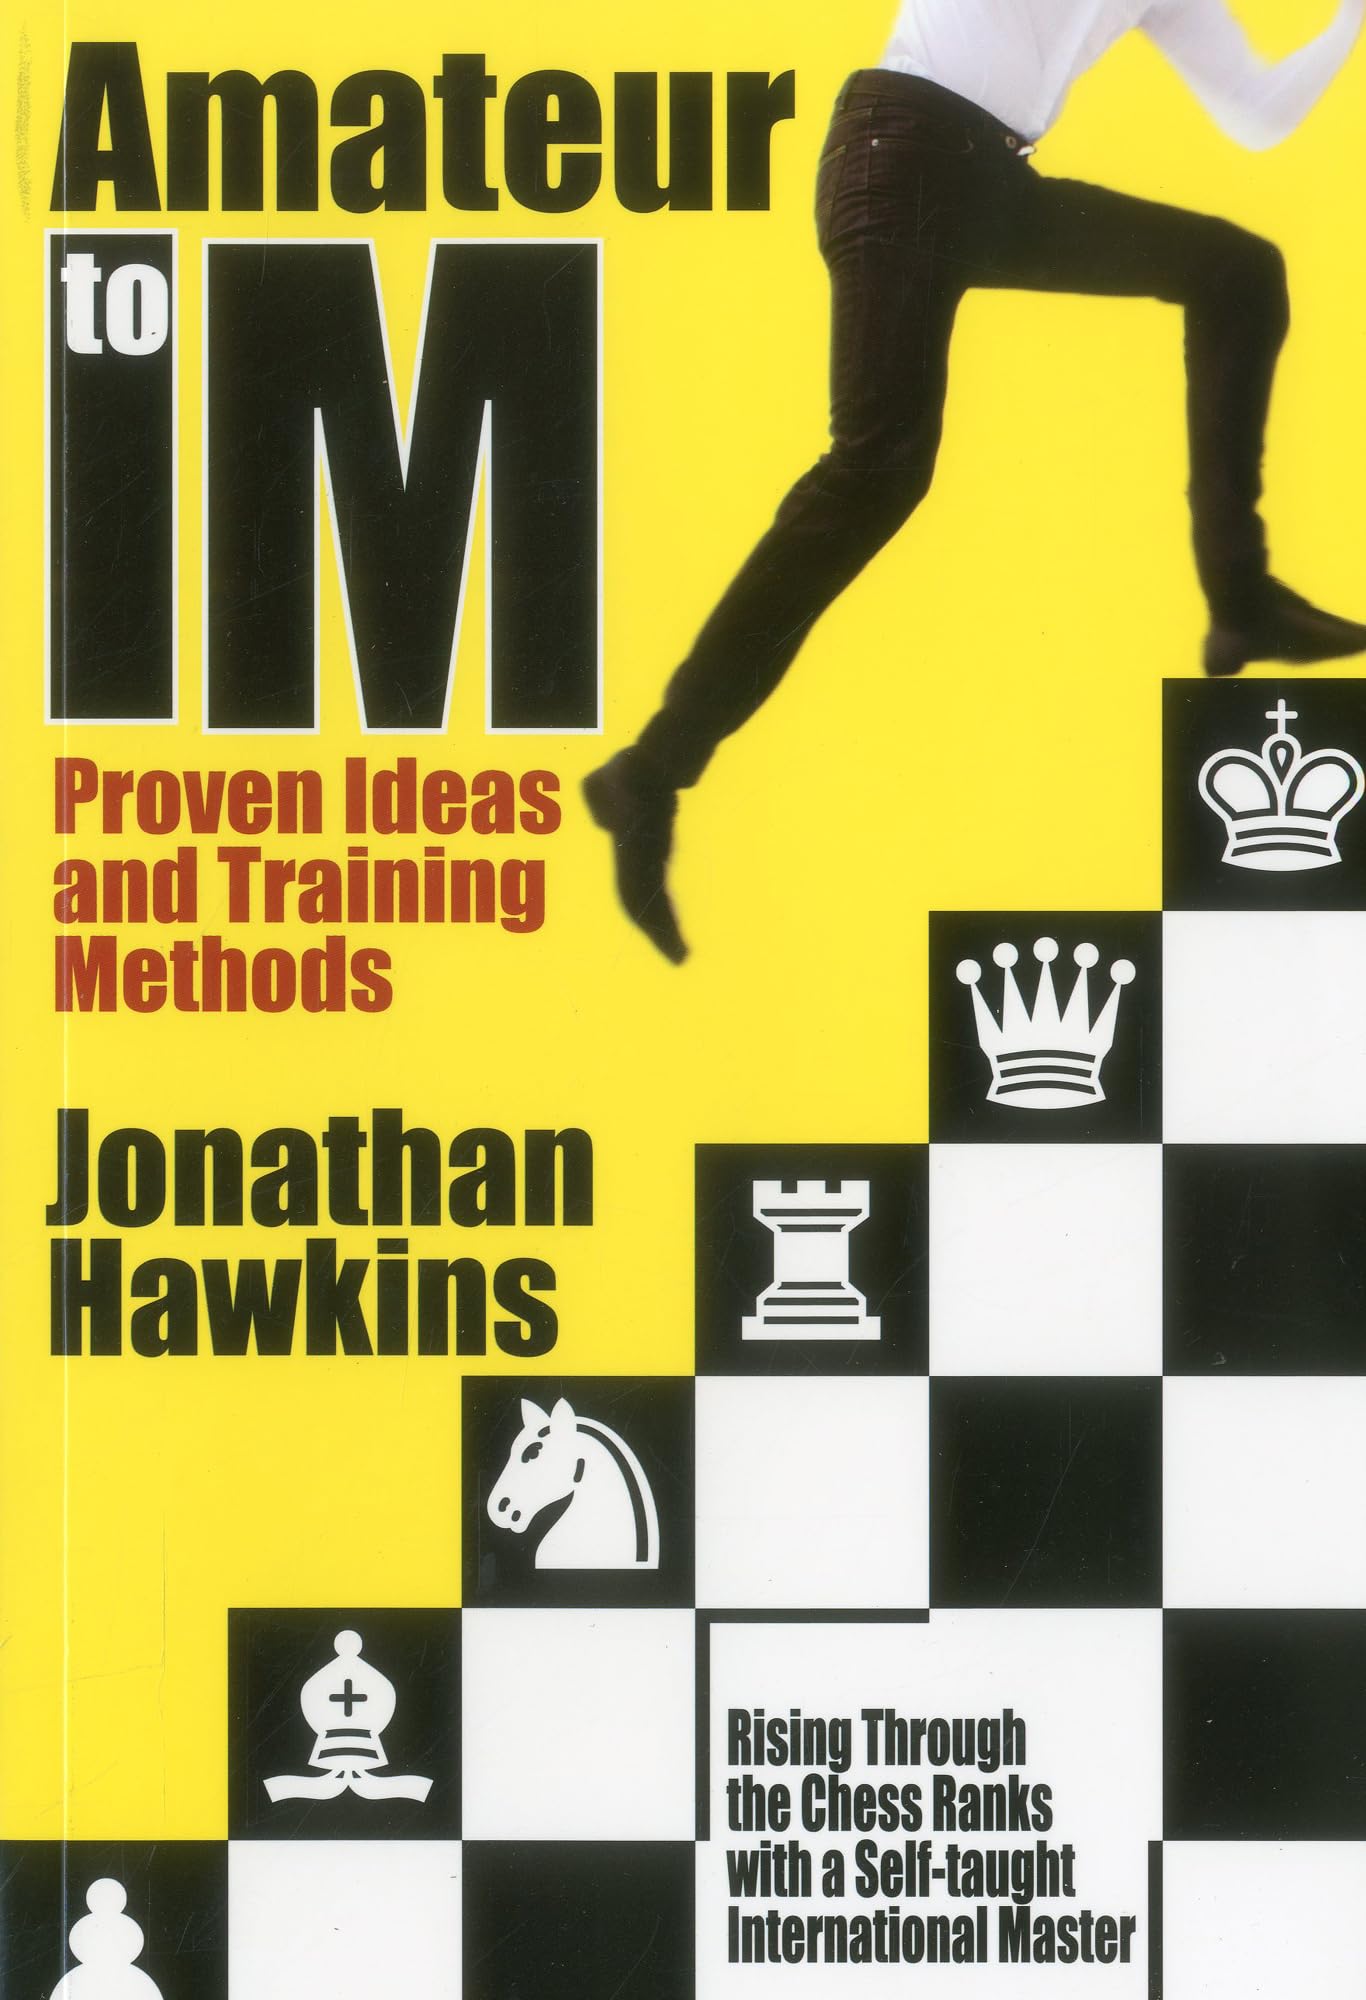 Amateur
to
IM
Proven Ideas
and Training
Methods
Jonathan
Hawkins
Rising Through
the Chess Ranks
with a Self-taught
International Master